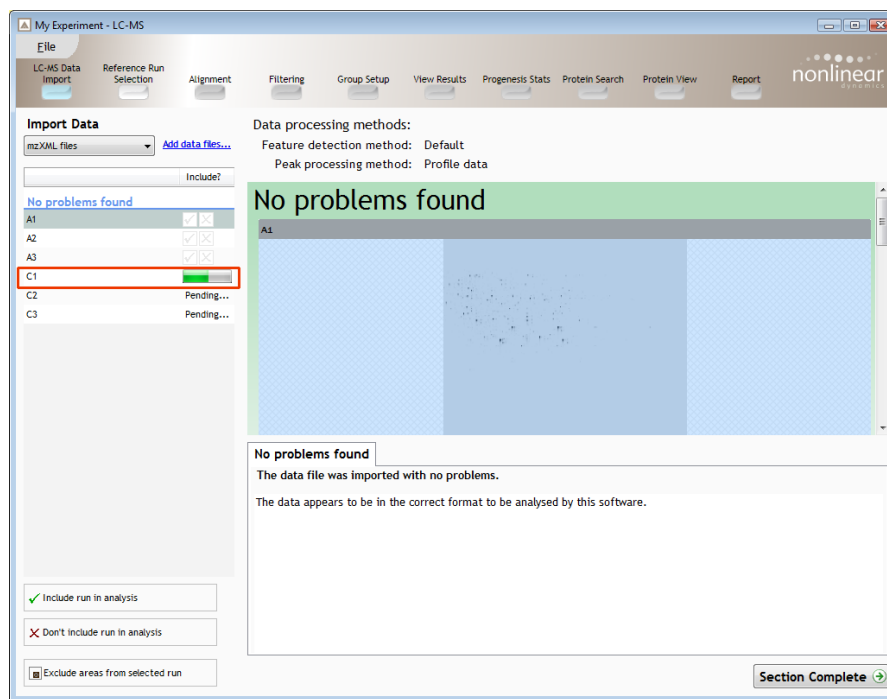 My Experiment - LC-MS
File
LC-MS Data Import
Reference Run Selection
Alignment
Filtering
Group Setup
View Results
Progenesis Stats
Protein Search
Protein View
Report
nonlinear
dynamics
Import Data
mzXML files
Add data files...
Include?
No problems found
A1
A2
A3
C1
C2 Pending...
C3 Pending...
Include run in analysis
Don't include run in analysis
Exclude areas from selected run
Data processing methods:
Feature detection method: Default
Peak processing method: Profile data
No problems found
A1
No problems found
The data file was imported with no problems.
The data appears to be in the correct format to be analysed by this software.
Section Complete